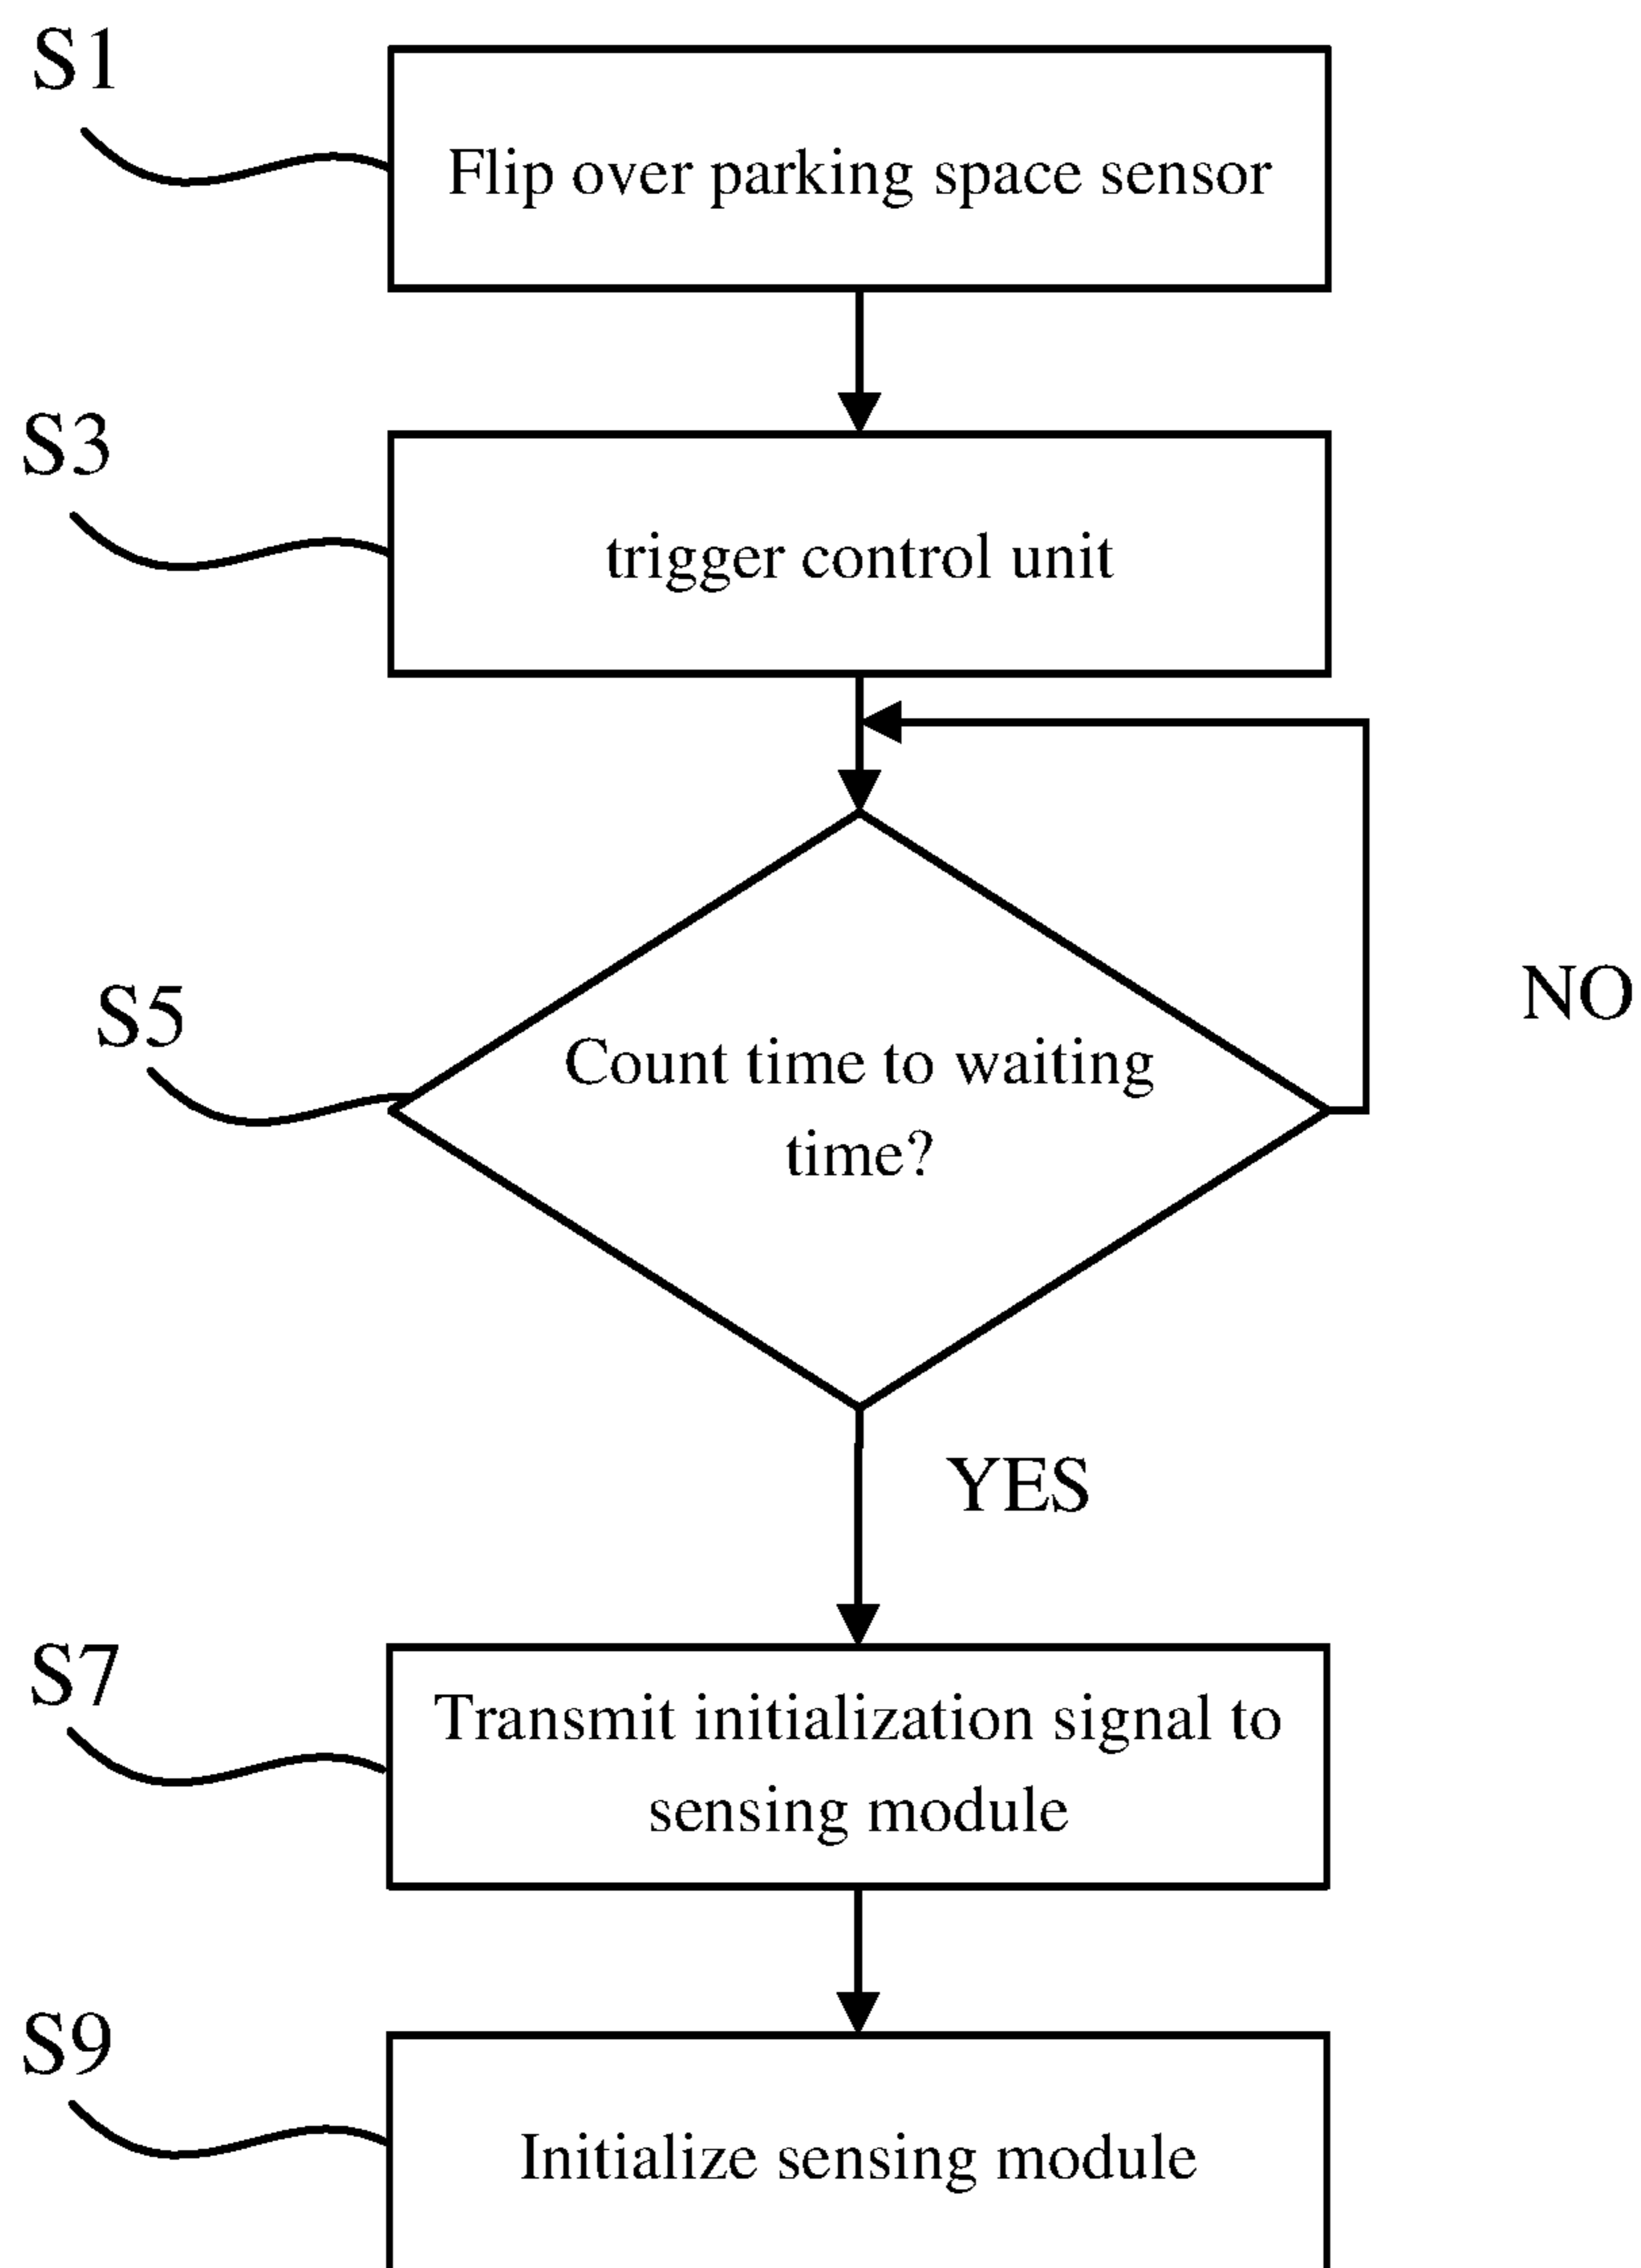 S1
Flip over parking space sensor
S3
trigger control unit
S5
Count time to waiting
time?
NO
YES
S7
Transmit initialization signal to
sensing module
S9
Initialize sensing module